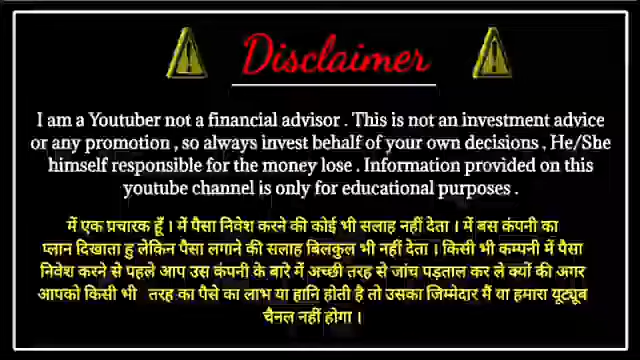 Disclaimer
I am a Youtuber not a financial advisor . This is not an investment advice
or any promotion , so always invest behalf of your own decisions , He/She
himself responsible for the money lose . Information provided on this
youtube channel is only for educational purposes .
में एक प्रचारक हूँ । में पैसा निवेश करने की कोई भी सलाह नहीं देता । में बस कंपनी का
प्लान दिखाता हु लेकिन पैसा लगाने की सलाह बिलकुल भी नहीं देता । किसी भी कम्पनी में पैसा
निवेश करने से पहले आप उस कंपनी के बारे में अच्छी तरह से जांच पड़ताल कर ले क्यों की अगर
आपको किसी भी तरह का पैसे का लाभ या हानि होती है तो उसका जिम्मेदार मैं या हमारा यूट्यूब
चैनल नहीं होगा ।